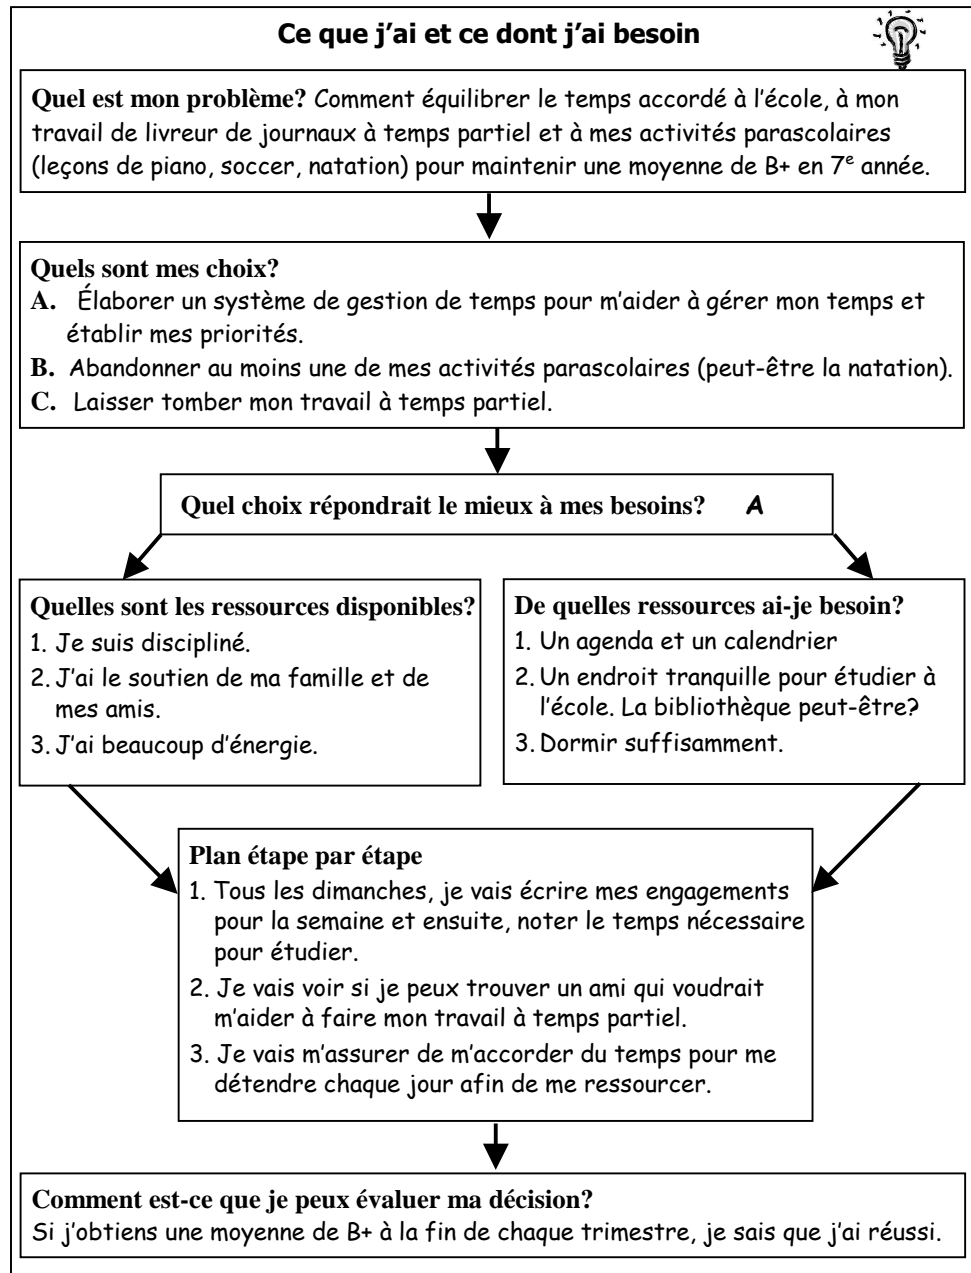 Ce que j'ai et ce dont j'ai besoin
Quel est mon problème? Comment équilibrer le temps accordé à l'école, à mon
travail de livreur de journaux à temps partiel et à mes activités parascolaires
(leçons de piano, soccer, natation) pour maintenir une moyenne de B+ en 7e année.
Quels sont mes choix?
A. Élaborer un système de gestion de temps pour m'aider à gérer mon temps et
établir mes priorités.
B. Abandonner au moins une de mes activités parascolaires (peut-être la natation).
C. Laisser tomber mon travail à temps partiel.
Quel choix répondrait le mieux à mes besoins? A
Quelles sont les ressources disponibles?
1. Je suis discipliné.
2. J'ai le soutien de ma famille et de
mes amis.
3. J'ai beaucoup d'énergie.
De quelles ressources ai-je besoin?
1. Un agenda et un calendrier
2. Un endroit tranquille pour étudier à
l'école. La bibliothèque peut-être?
3. Dormir suffisamment.
Plan étape par étape
1. Tous les dimanches, je vais écrire mes engagements
pour la semaine et ensuite, noter le temps nécessaire
pour étudier.
2. Je vais voir si je peux trouver un ami qui voudrait
m'aider à faire mon travail à temps partiel.
3. Je vais m'assurer de m'accorder du temps pour me
détendre chaque jour afin de me ressourcer.
Comment est-ce que je peux évaluer ma décision?
Si j'obtiens une moyenne de B+ à la fin de chaque trimestre, je sais que j'ai réussi.